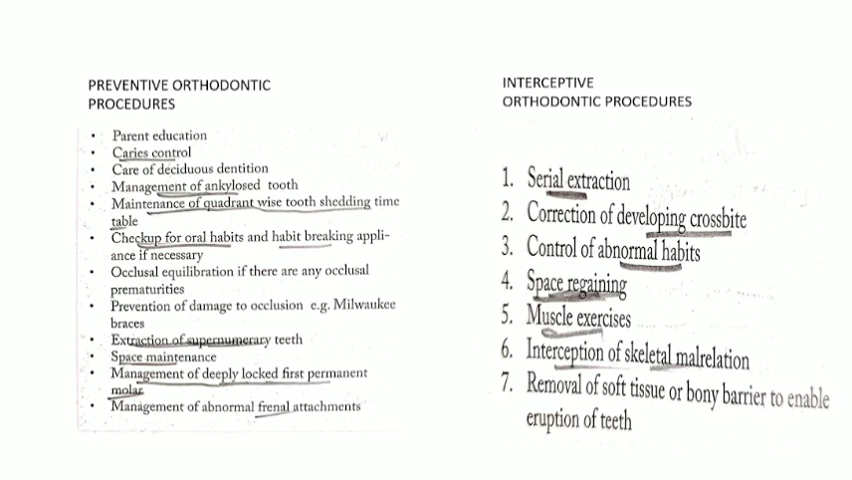 PREVENTIVE ORTHODONTIC
PROCEDURES
• Parent education
• Caries control
• Care of deciduous dentition
• Management of ankylosed tooth
• Maintenance of quadrant wise tooth shedding time
table
• Checkup for oral habits and habit breaking appli-
ance if necessary
• Occlusal equilibration if there are any occlusal
prematurities
• Prevention of damage to occlusion e.g. Milwaukee
braces
• Extraction of supernumerary teeth
• Space maintenance
• Management of deeply locked first permanent
molar
• Management of abnormal frenal attachments
INTERCEPTIVE
ORTHODONTIC PROCEDURES
1. Serial extraction
2. Correction of developing crossbite
3. Control of abnormal habits
4. Space regaining
5. Muscle exercises
6. Interception of skeletal malrelation
7. Removal of soft tissue or bony barrier to enable
eruption of teeth